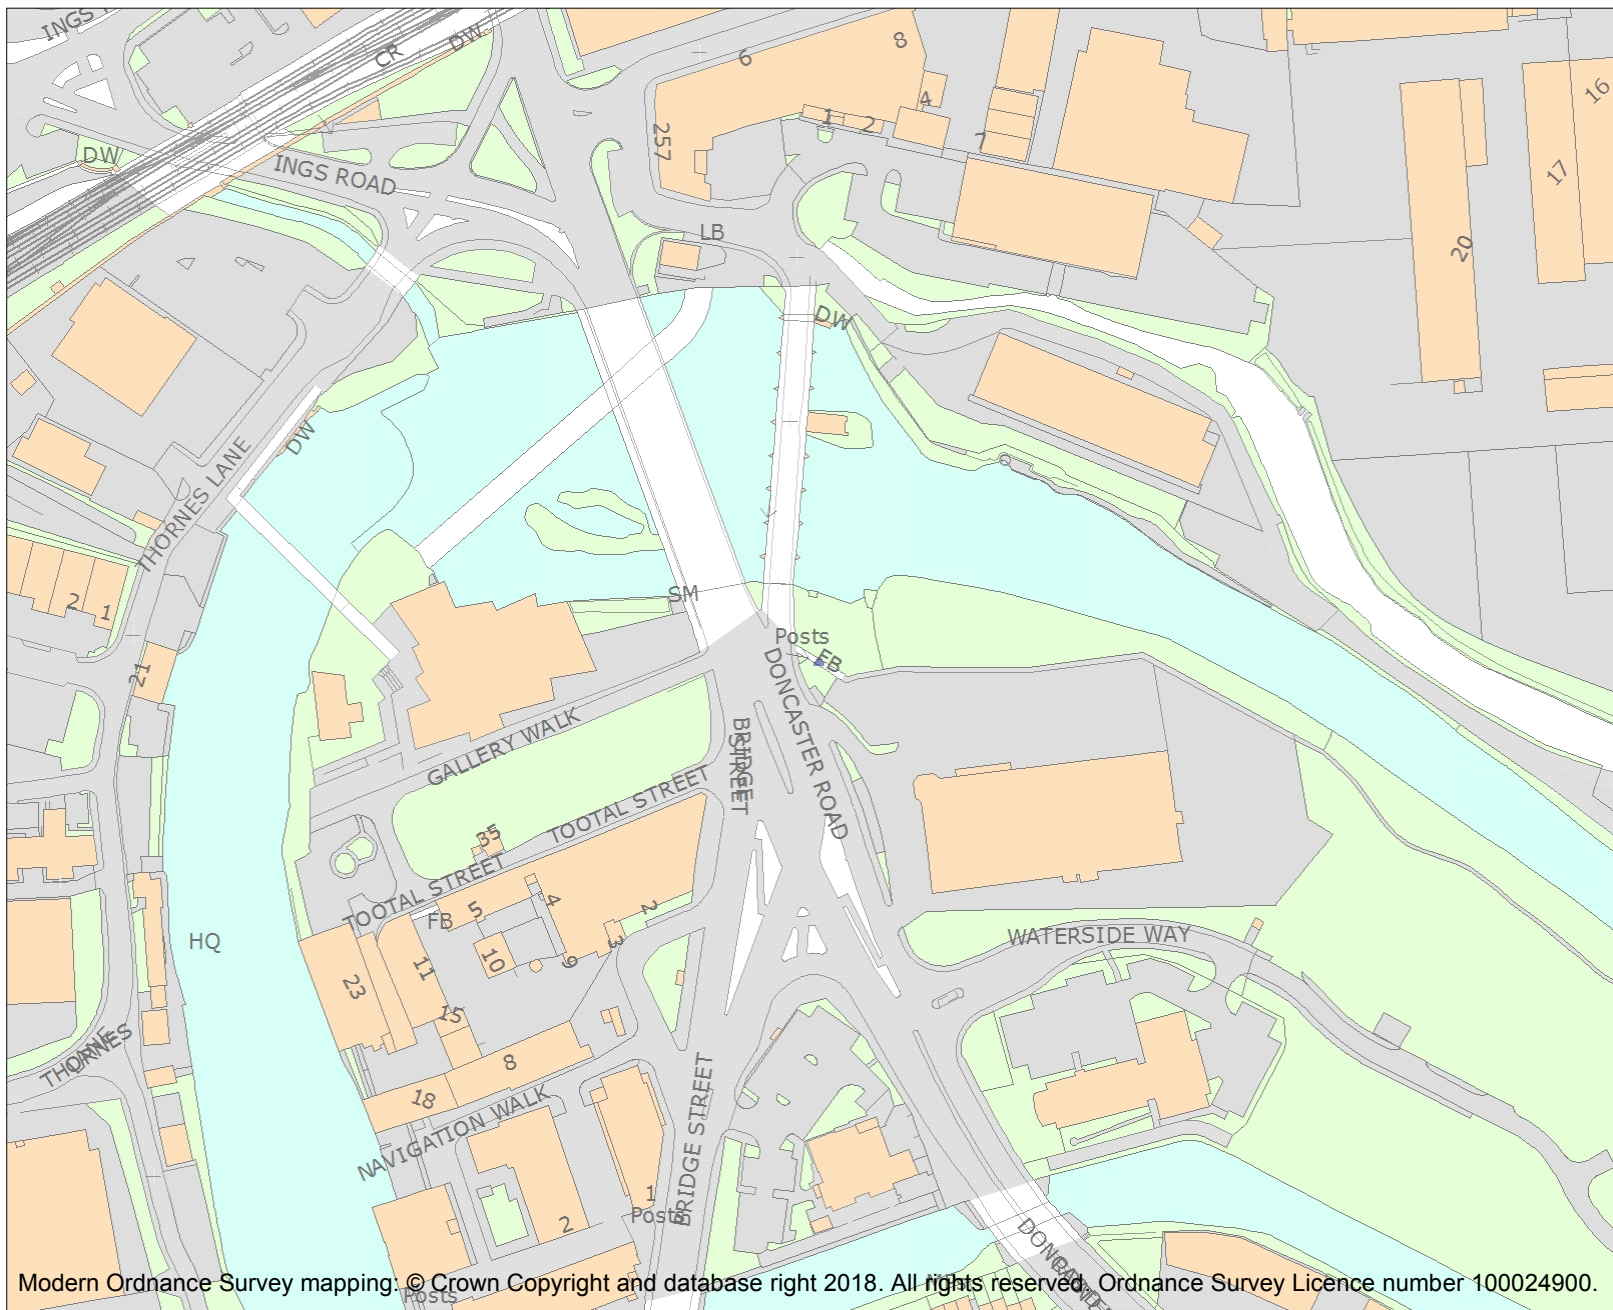 INGS
CR
DW
6
8
16
4
1
2
257
7
DW
INGS ROAD
17
LB
20
DW
DW
THORNES LANE
SM
2
1
Posts
FB
21
DONCASTER ROAD
GALLERY WALK
BRIDGE
STREET
TOOTAL STREET
35
TOOTAL STREET
5
4
2
FB
3
HQ
10
9
11
WATERSIDE WAY
23
15
THORNES
LANE
8
18
NAVIGATION WALK
BRIDGE STREET
1
Posts
2
Modern Ordnance Survey mapping: © Crown Copyright and database right 2018. All rights reserved. Ordnance Survey Licence number 100024900.
Posts